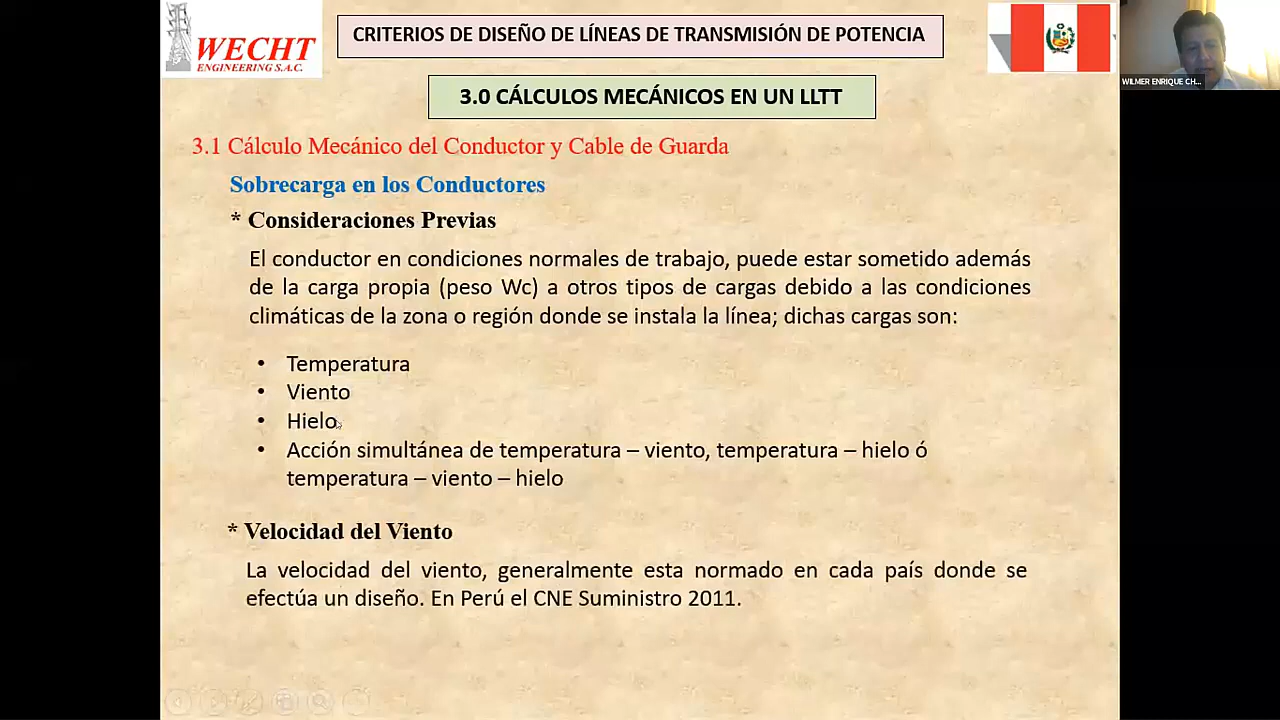 WECHT
ENGINEERING S.A.C.
CRITERIOS DE DISEÑO DE LÍNEAS DE TRANSMISIÓN DE POTENCIA
WILMER ENRIQUE CH...
3.0 CÁLCULOS MECÁNICOS EN UN LLTT
3.1 Cálculo Mecánico del Conductor y Cable de Guarda
Sobrecarga en los Conductores
* Consideraciones Previas
El conductor en condiciones normales de trabajo, puede estar sometido además
de la carga propia (peso Wc) a otros tipos de cargas debido a las condiciones
climáticas de la zona o región donde se instala la línea; dichas cargas son:
• Temperatura
• Viento
• Hielo
• Acción simultánea de temperatura – viento, temperatura – hielo ó
temperatura – viento – hielo
* Velocidad del Viento
La velocidad del viento, generalmente esta normado en cada país donde se
efectúa un diseño. En Perú el CNE Suministro 2011.